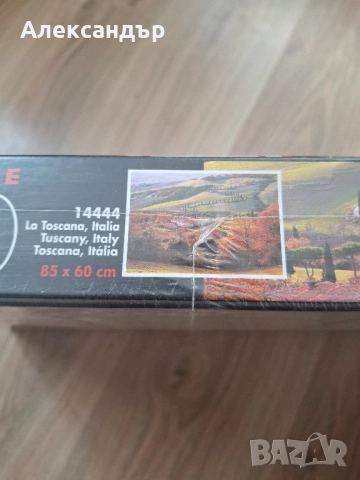 Александър
E
14444
La Toscana, Italia
Tuscany, Italy
Toscana, Itália
85 x 60 cm
BAZAR